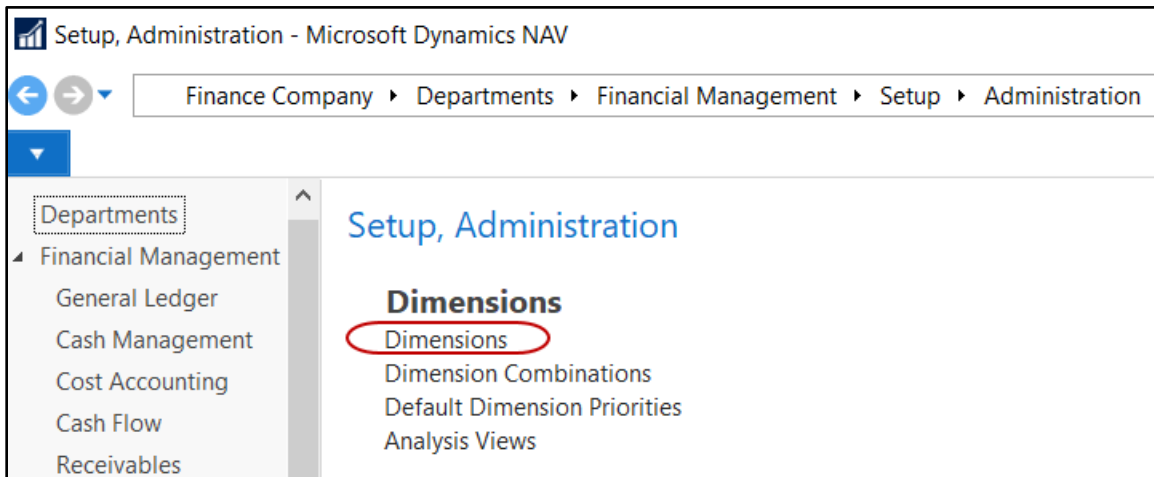 Setup, Administration - Microsoft Dynamics NAV
Finance Company ▸ Departments ▸ Financial Management ▸ Setup ▸ Administration
Departments
Financial Management
General Ledger
Cash Management
Cost Accounting
Cash Flow
Receivables
Setup, Administration
Dimensions
Dimensions
Dimension Combinations
Default Dimension Priorities
Analysis Views